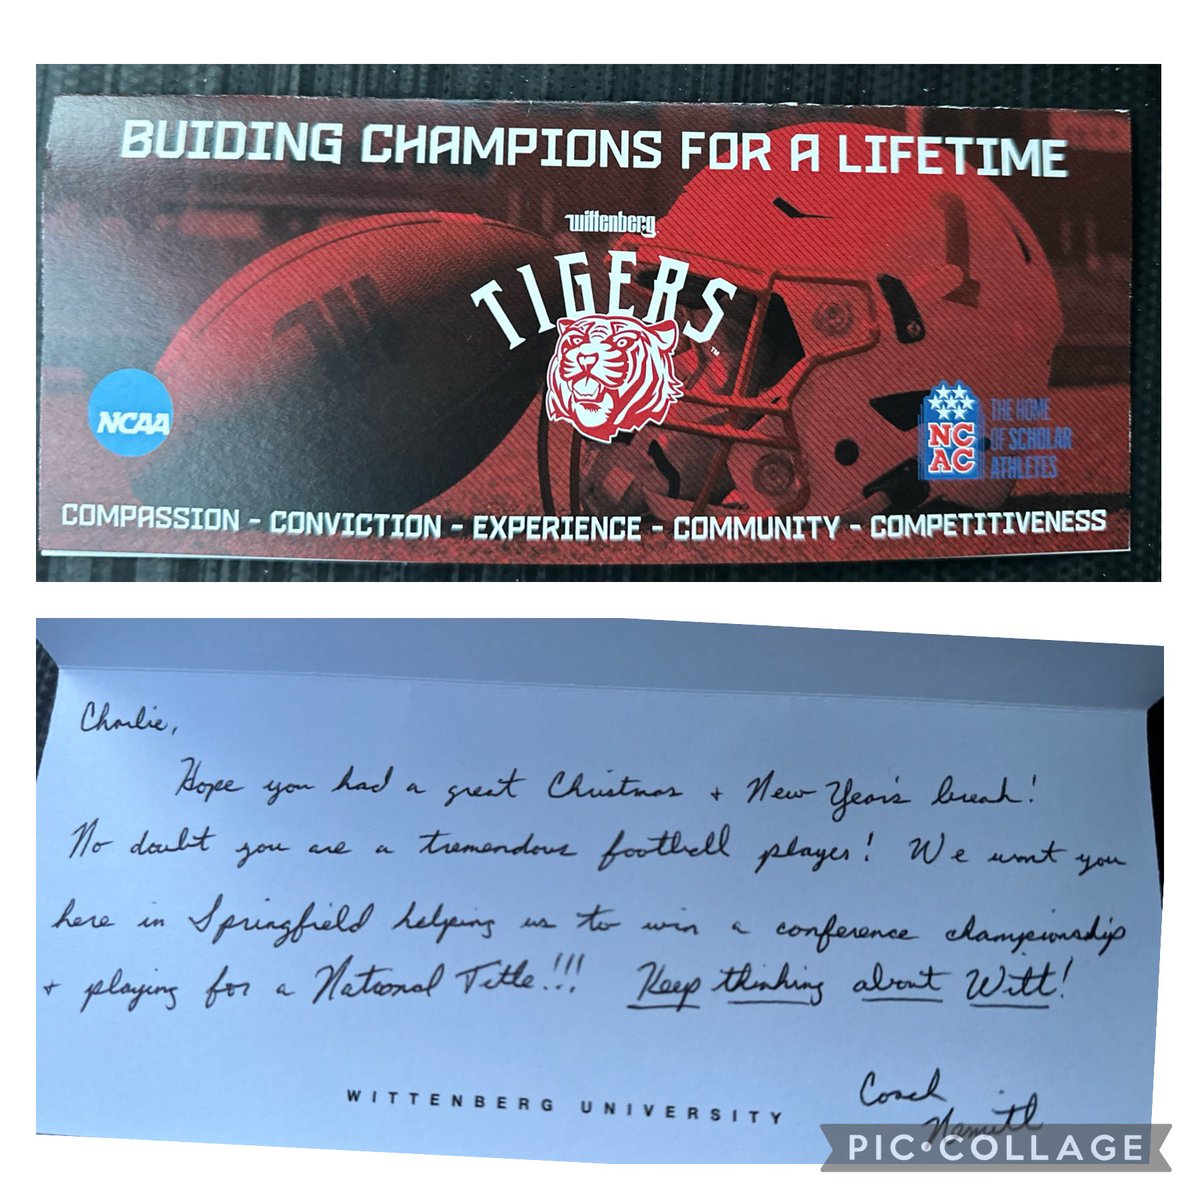 BUIDING CHAMPIONS FOR A LIFETIME
wittenberg
TIGERS
TM
NCAA
NC
AC
THE HOME
OF SCHOLAR
ATHLETES
COMPASSION - CONVICTION - EXPERIENCE - COMMUNITY - COMPETITIVENESS
Charlie,
Hope you had a great Christmas + New Year's break!
No doubt you are a tremendous football player! We want you
here in Springfield helping us to win a conference championship
+ playing for a National Title!!! Keep thinking about Witt!
WITTENBERG UNIVERSITY
Coach
PIC•COLLAGE